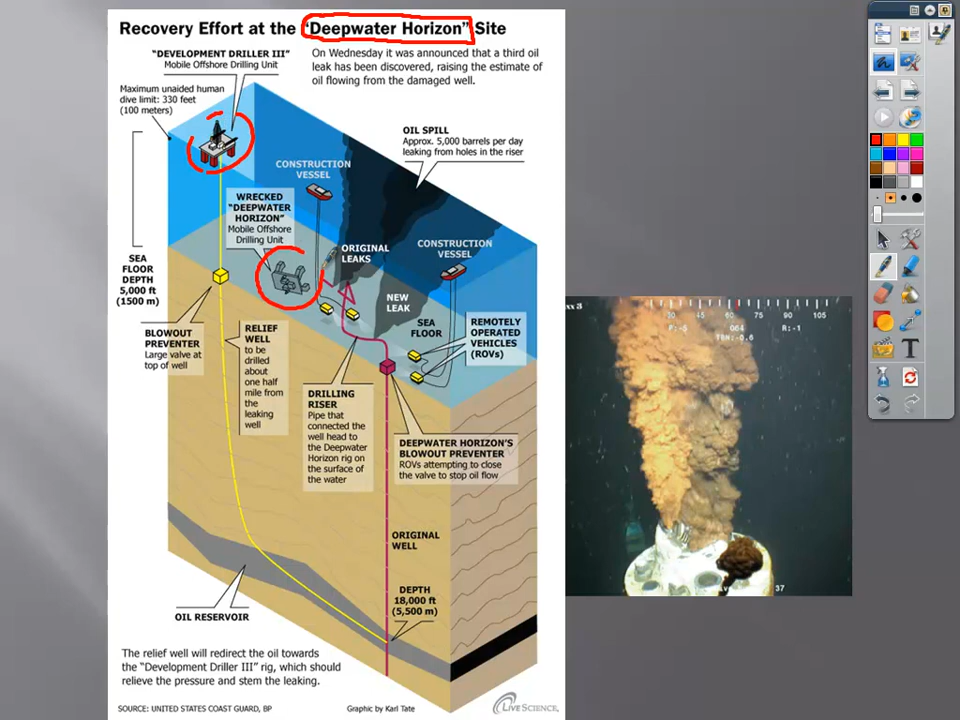 Recovery Effort at the "Deepwater Horizon" Site
"DEVELOPMENT DRILLER III"
Mobile Offshore Drilling Unit
On Wednesday it was announced that a third oil
leak has been discovered, raising the estimate of
oil flowing from the damaged well.
Maximum unaided human
dive limit: 330 feet
(100 meters)
OIL SPILL
Approx. 5,000 barrels per day
leaking from holes in the riser
CONSTRUCTION
VESSEL
WRECKED
"DEEPWATER
HORIZON"
Mobile Offshore
Drilling Unit
ORIGINAL
LEAKS
CONSTRUCTION
VESSEL
SEA
FLOOR
DEPTH
5,000 ft
(1500 m)
NEW
LEAK
SEA
FLOOR
REMOTELY
OPERATED
VEHICLES
(ROVs)
BLOWOUT
PREVENTER
Large valve at
top of well
RELIEF
WELL
to be
drilled
about
one half
mile from
the
leaking
well
DRILLING
RISER
Pipe that
connected the
well head to
the Deepwater
Horizon rig on
the surface of
the water
DEEPWATER HORIZON'S
BLOWOUT PREVENTER
ROVs attempting to close
the valve to stop oil flow
ORIGINAL
WELL
DEPTH
18,000 ft
(5,500 m)
OIL RESERVOIR
The relief well will redirect the oil towards
the "Development Driller III" rig, which should
relieve the pressure and stem the leaking.
SOURCE: UNITED STATES COAST GUARD, BP
Graphic by Karl Tate
LIVESCIENCE
30 45 60 75 90 105
R:-1
37
T